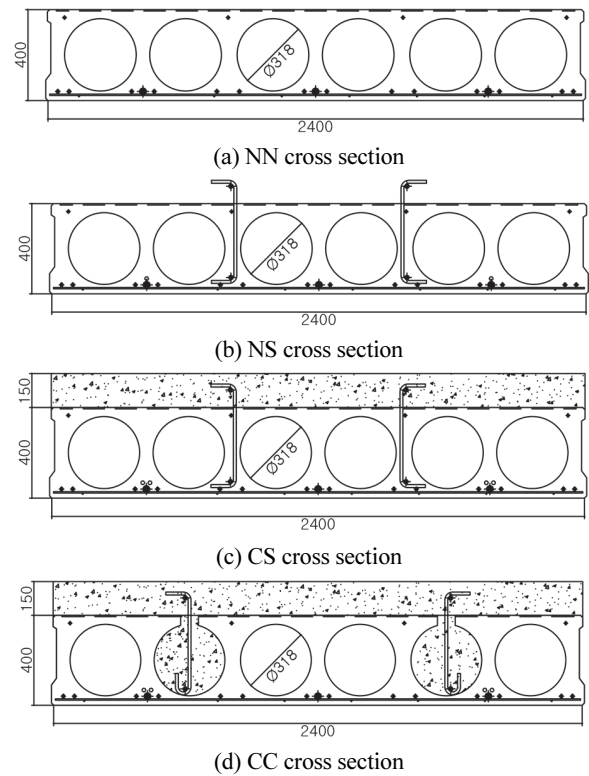 400
Ø318
2400
(a) NN cross section
400
Ø318
2400
(b) NS cross section
150
400
Ø318
2400
(c) CS cross section
150
400
Ø318
2400
(d) CC cross section